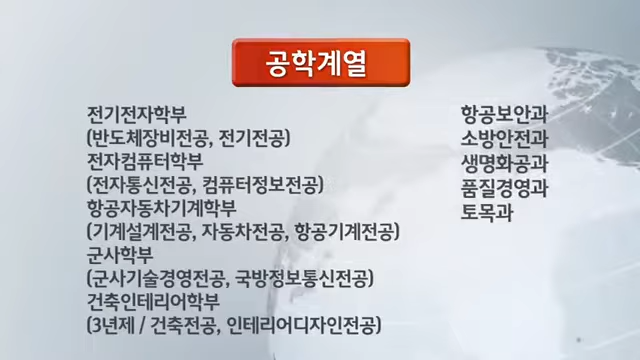 공학계열
전기전자학부
(반도체장비전공, 전기전공)
전자컴퓨터학부
(전자통신전공, 컴퓨터정보전공)
항공자동차기계학부
(기계설계전공, 자동차전공, 항공기계전공)
군사학부
(군사기술경영전공, 국방정보통신전공)
건축인테리어학부
(3년제 / 건축전공, 인테리어디자인전공)
항공보안과
소방안전과
생명화공과
품질경영과
토목과